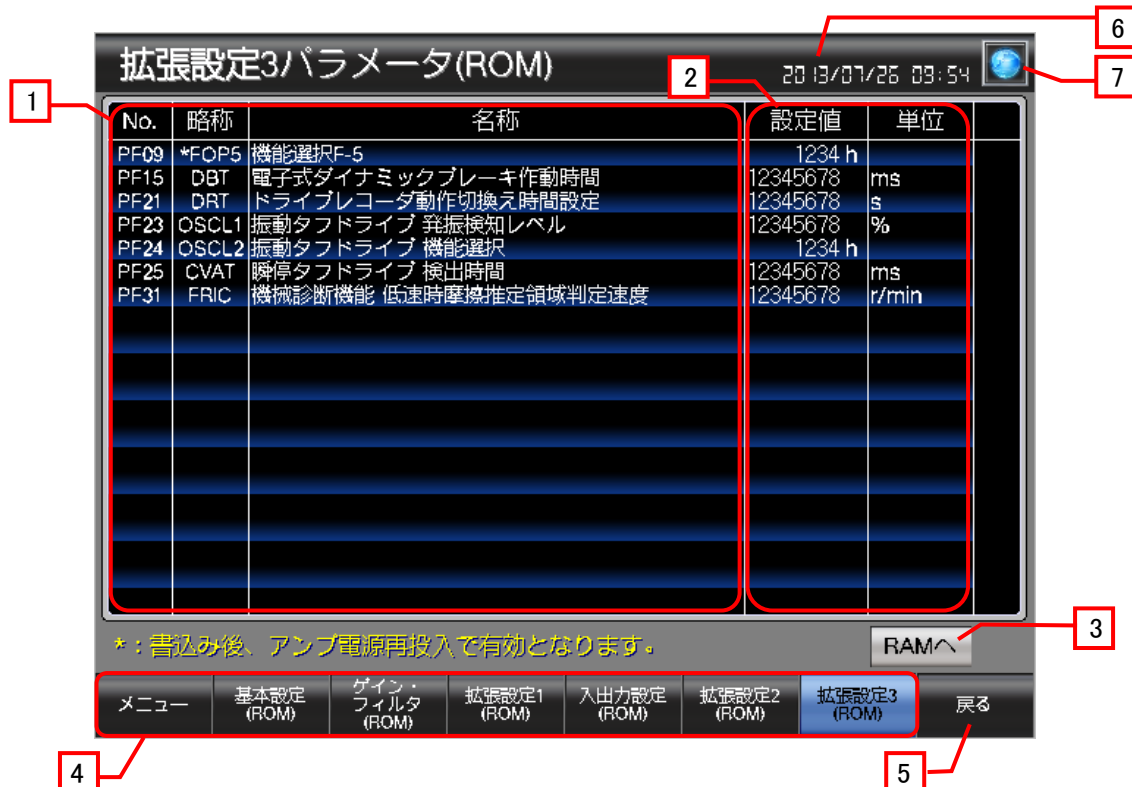 6
拡張設定3パラメータ(ROM)
2013/07/26 09:54
2
7
1
No. 略称 名称 設定値 単位
PF09 *FOP5 機能選択F-5 1234 h
PF15 DBT 電子式ダイナミックブレーキ作動時間 12345678 ms
PF21 DRT ドライブレコーダ動作切換え時間設定 12345678 s
PF23 OSCL1 振動タフドライブ 発振検知レベル 12345678 %
PF24 OSCL2 振動タフドライブ 機能選択 1234 h
PF25 CVAT 瞬停タフドライブ 検出時間 12345678 ms
PF31 FRIC 機械診断機能 低速時摩擦推定領域判定速度 12345678 r/min
3
*：書込み後、アンプ電源再投入で有効となります。
RAMへ
メニュー
基本設定
(ROM)
ゲイン・
フィルタ
(ROM)
拡張設定1
(ROM)
入出力設定
(ROM)
拡張設定2
(ROM)
拡張設定3
(ROM)
戻る
4
5